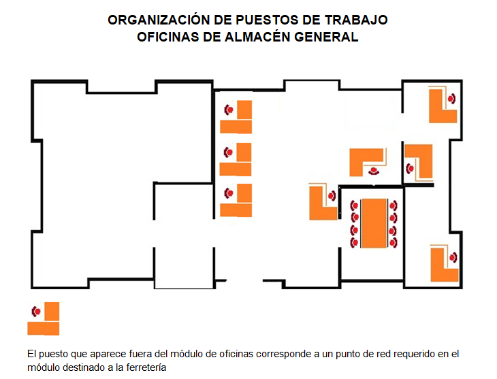 ORGANIZACIÓN DE PUESTOS DE TRABAJO
OFICINAS DE ALMACÉN GENERAL
El puesto que aparece fuera del módulo de oficinas corresponde a un punto de red requerido en el
módulo destinado a la ferretería